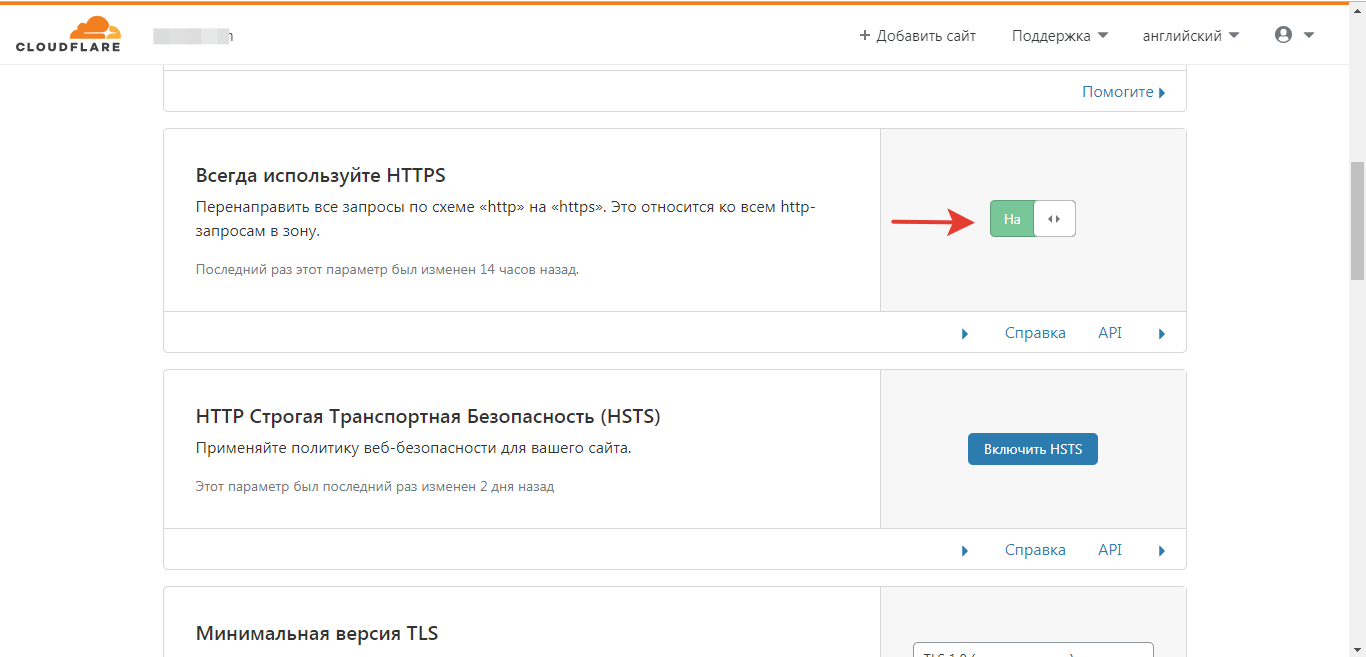 CLOUDFLARE
+ Добавить сайт
Поддержка
английский
Помогите
Всегда используйте HTTPS
Перенаправить все запросы по схеме «http» на «https». Это относится ко всем http-
запросам в зону.
На
Последний раз этот параметр был изменен 14 часов назад.
Справка
API
HTTP Строгая Транспортная Безопасность (HSTS)
Применяйте политику веб-безопасности для вашего сайта.
Включить HSTS
Этот параметр был последний раз изменен 2 дня назад
Справка
API
Минимальная версия TLS
TLS 1.0